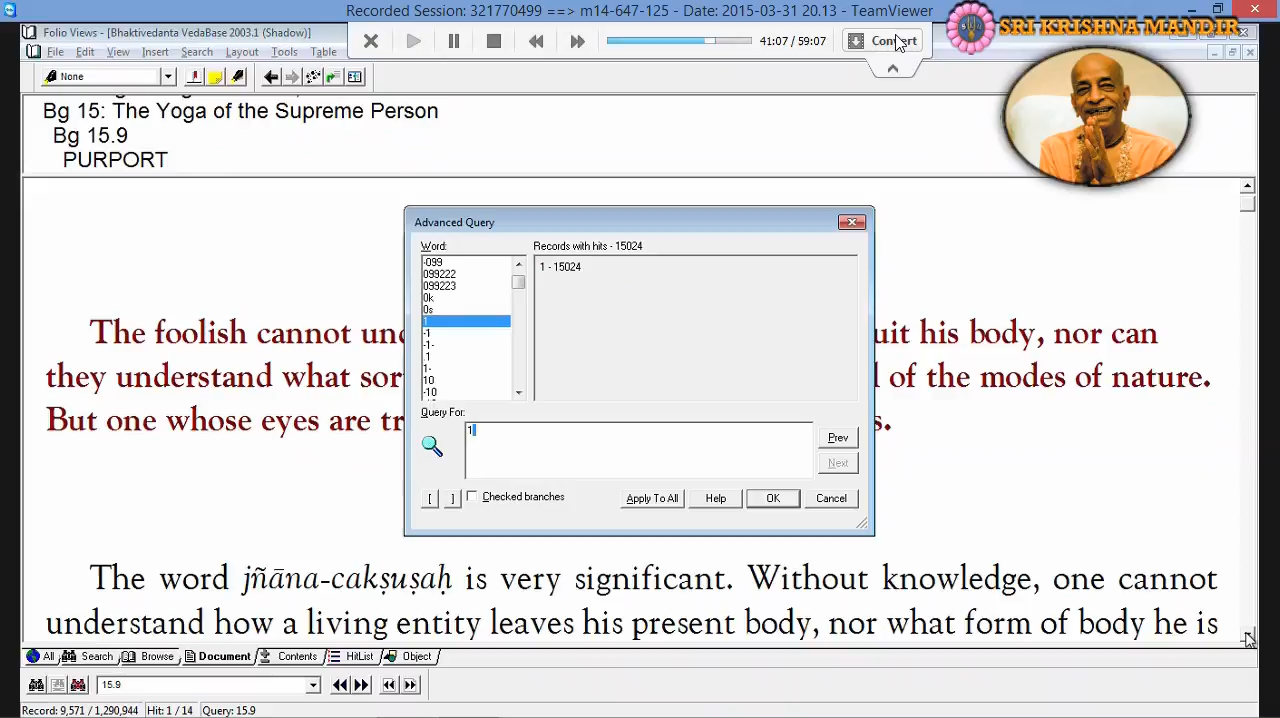 Recorded Session: 321770499 ==> m14-647-125 - Date: 2015-03-31 20.13 - TeamViewer
SRI KRISHNA MANDIR
Folio Views - [Bhaktivedanta VedaBase 2003.1 (Shadow)]
41:07 / 59:07
Convert
File Edit View Insert Search Layout Tools Table
None
Bg 15: The Yoga of the Supreme Person
Bg 15.9
PURPORT
Advanced Query
Word:
Records with hits - 15024
-099
099222
099223
0k
0s
1
-1
-1-
1-
10
-10
1 - 15024
Query For:
1
Prev
Next
[ ]
Checked branches
Apply To All
Help
OK
Cancel
The foolish cannot uit his body, nor can
they understand what of the modes of nature.
But one whose eyes are
The word jñāna-cakṣuṣaḥ is very significant. Without knowledge, one cannot
understand how a living entity leaves his present body, nor what form of body he is
All Search Browse Document Contents HitList Object
15.9
Record: 9,571 / 1,290,944 Hit: 1 / 14 Query: 15.9